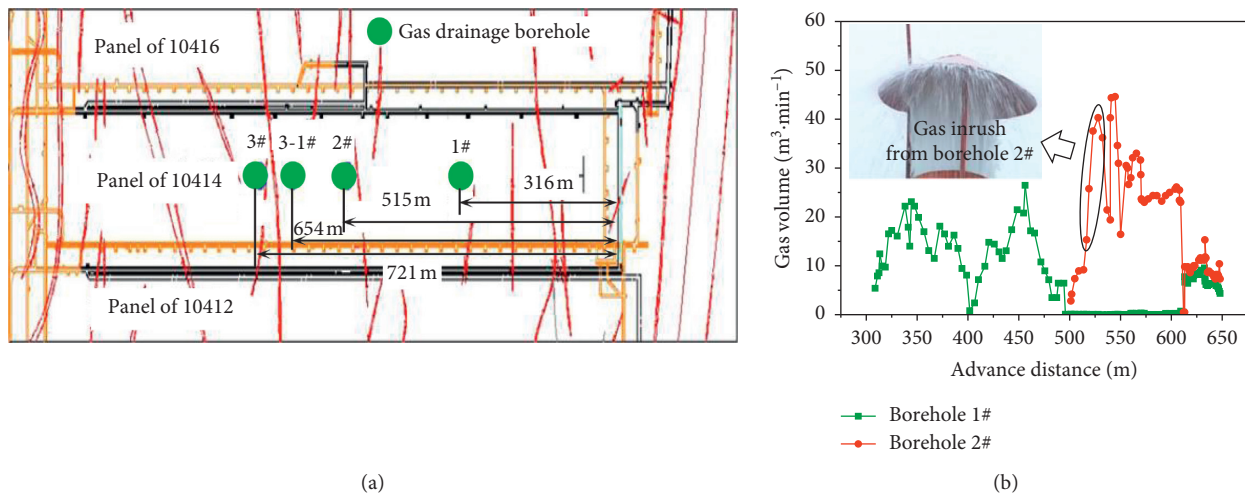 Panel of 10416
Gas drainage borehole
3#
3-1#
2#
1#
Panel of 10414
316 m
515 m
654 m
721 m
Panel of 10412
(a)
Gas volume (m³·min⁻¹)
60
50
40
30
20
10
0
Gas inrush
from borehole 2#
300
350
400
450
500
550
600
650
Advance distance (m)
Borehole 1#
Borehole 2#
(b)